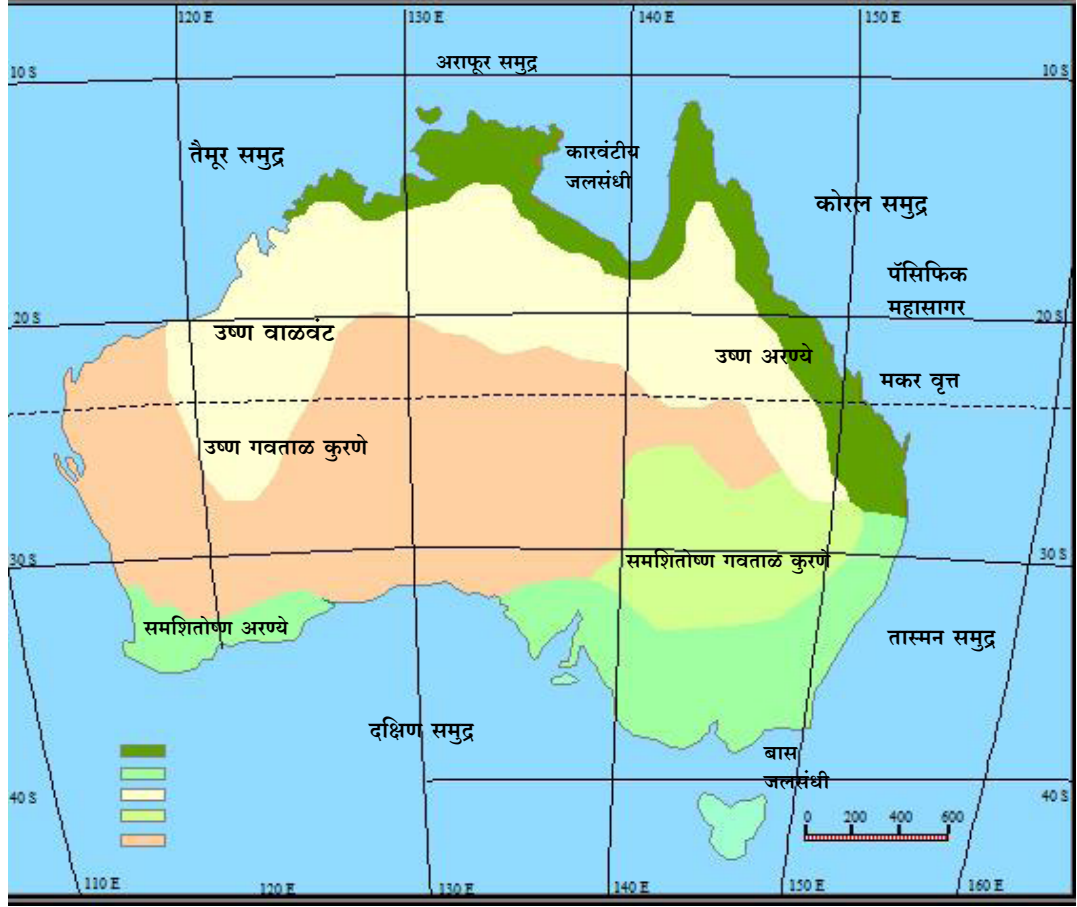 120 E
130 E
140 E
150 E
अराफूर समुद्र
10 S
10 S
तैमूर समुद्र
कारवंटीय
जलसंधी
कोरल समुद्र
पॅसिफिक
महासागर
20 S
20 S
उष्ण वाळवंट
उष्ण अरण्ये
मकर वृत्त
उष्ण गवताळ कुरणे
30 S
30 S
समशितोष्ण गवताळ कुरणे
समशितोष्ण अरण्ये
तास्मन समुद्र
दक्षिण समुद्र
बास
जलसंधी
40 S
40 S
0 200 400 600
110 E
120 E
130 E
140 E
150 E
160 E